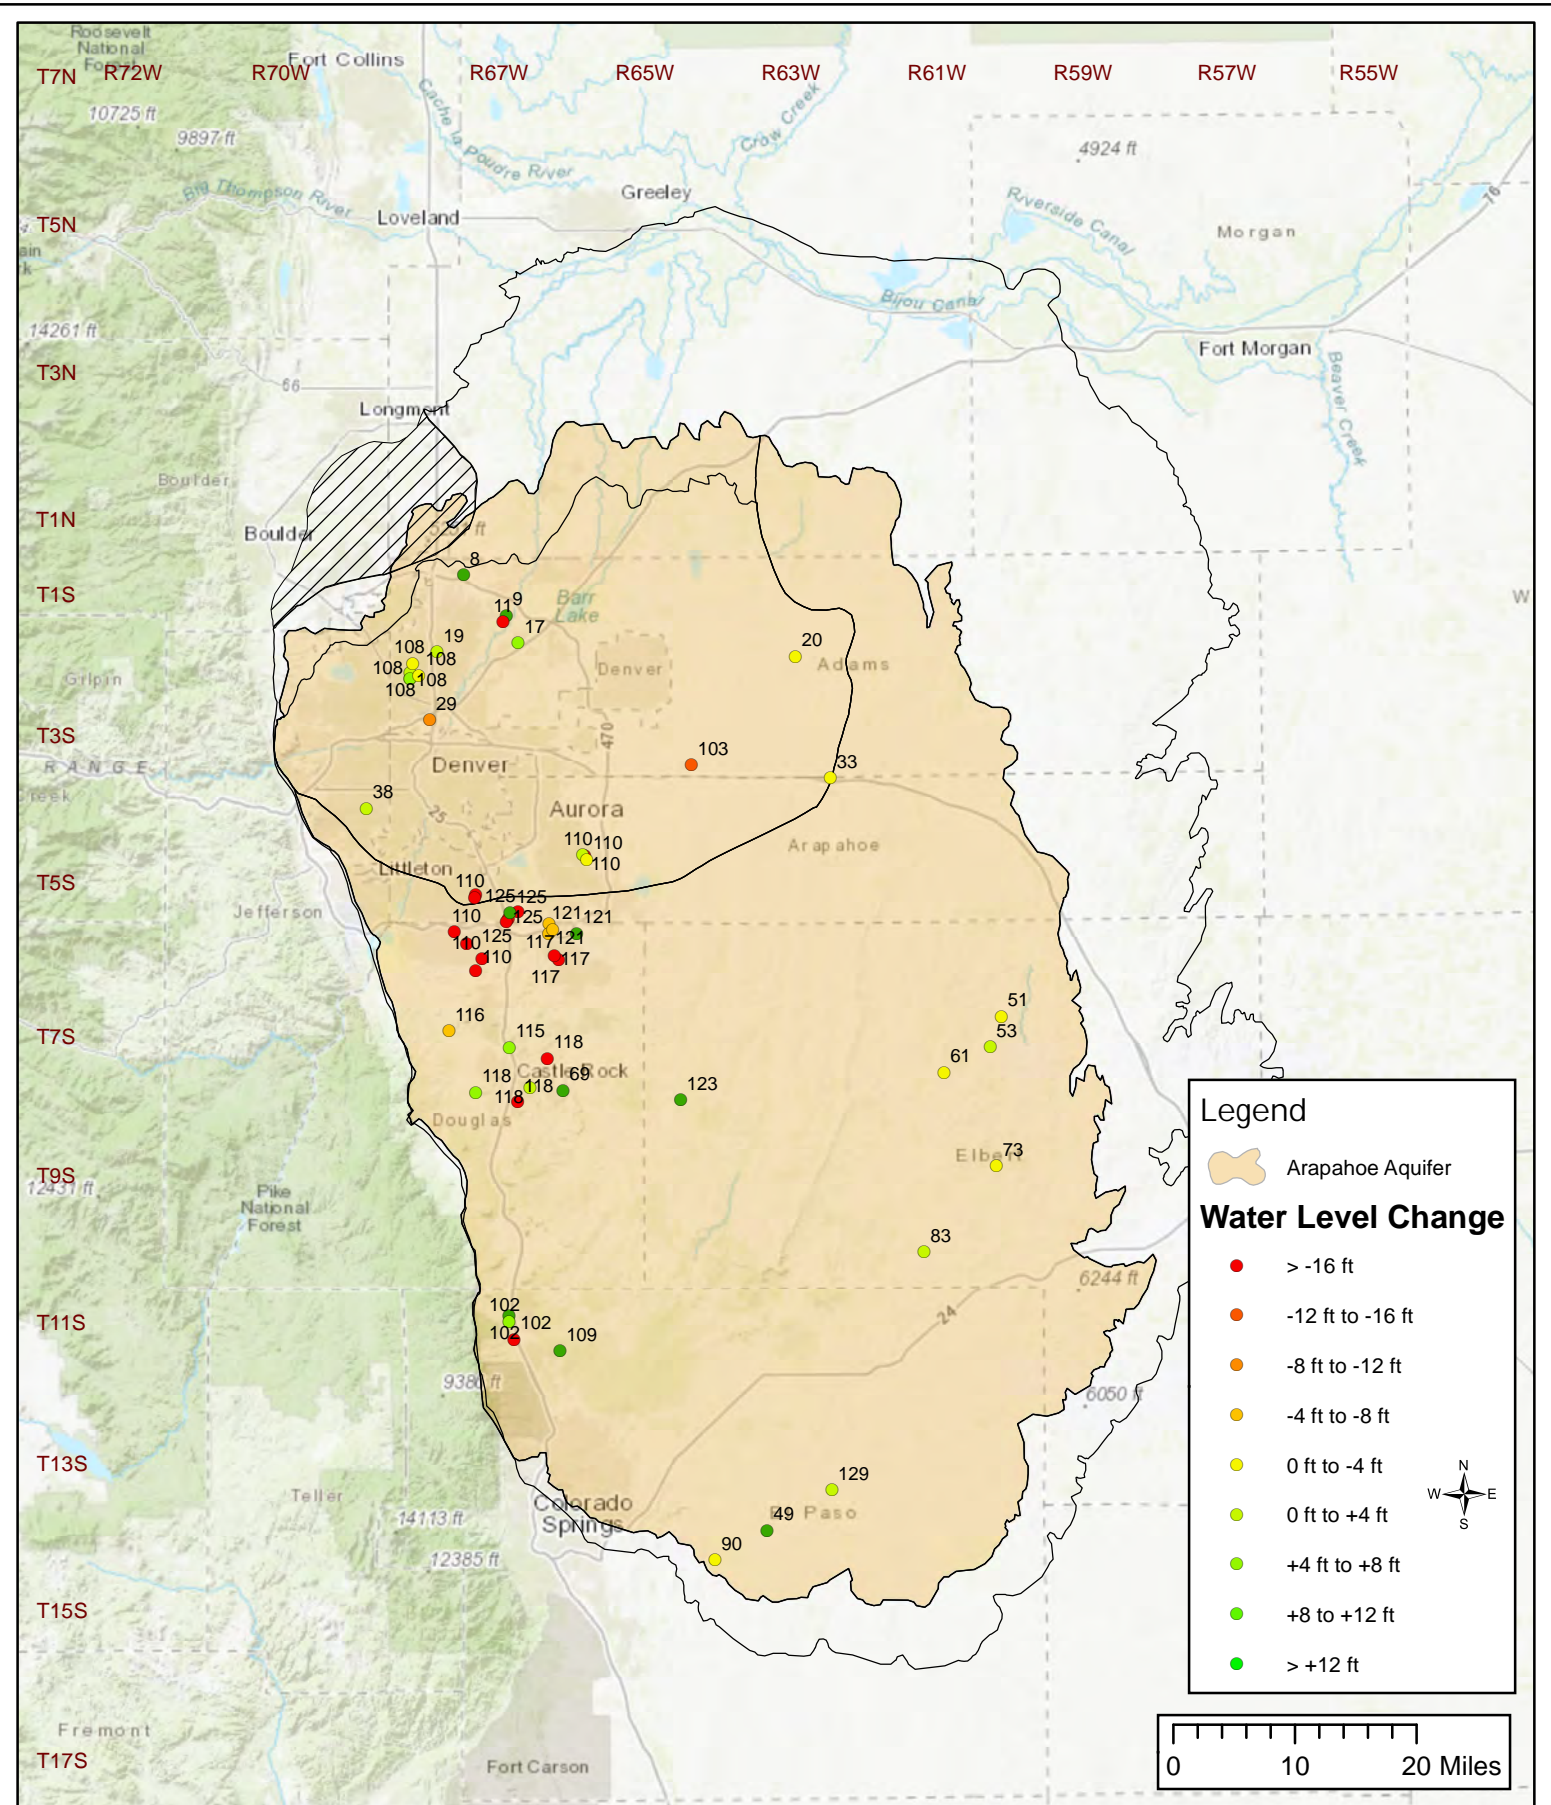 Roosevelt
National
Forest
Fort Collins
T7N
R72W
R70W
R67W
R65W
R63W
R61W
R59W
R57W
R55W
10725 ft
9897 ft
Cache la Poudre River
Crow Creek
4924 ft
Big Thompson River
Greeley
Riverside Canal
76
Loveland
T5N
Morgan
Bijou Canal
14261 ft
Fort Morgan
T3N
66
Beaver Creek
Longmont
Boulder
T1N
Boulder
5251 ft
8
T1S
Barr
Lake
119
17
W
19
20
108
108
108
108
108
Denver
Adams
Gilpin
29
T3S
470
103
33
RANGE
Denver
Creek
38
25
Aurora
110
110
110
Arapahoe
Littleton
T5S
110
125
125
125
Jefferson
110
121
121
110
125
117
121
110
117
117
51
T7S
116
115
118
53
61
Castle Rock
69
118
118
118
123
Douglas
Legend
Arapahoe Aquifer
Elbert
73
T9S
12431 ft
Pike
National
Forest
Water Level Change
83
> -16 ft
6244 ft
-12 ft to -16 ft
T11S
102
102
102
109
24
-8 ft to -12 ft
9380 ft
6050 ft
-4 ft to -8 ft
T13S
0 ft to -4 ft
N
W
E
S
129
Teller
Colorado
Springs
14113 ft
49
El Paso
0 ft to +4 ft
12385 ft
90
+4 ft to +8 ft
T15S
+8 to +12 ft
> +12 ft
Fremont
T17S
Fort Carson
0
10
20 Miles